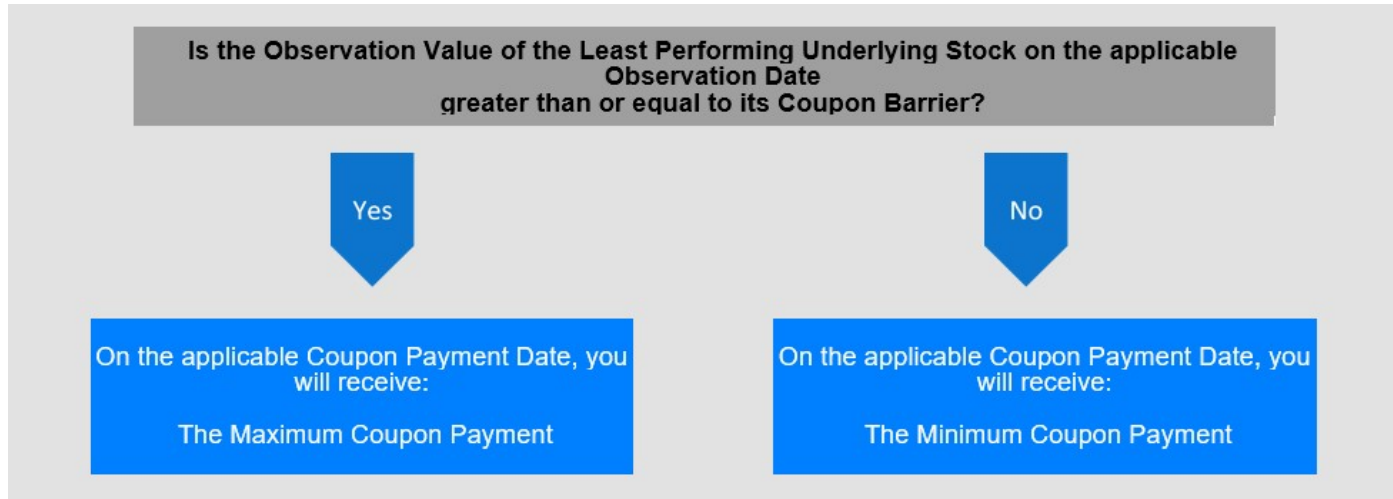 Is the Observation Value of the Least Performing Underlying Stock on the applicable
Observation Date
greater than or equal to its Coupon Barrier?
Yes
No
On the applicable Coupon Payment Date, you
will receive:
The Maximum Coupon Payment
On the applicable Coupon Payment Date, you
will receive:
The Minimum Coupon Payment